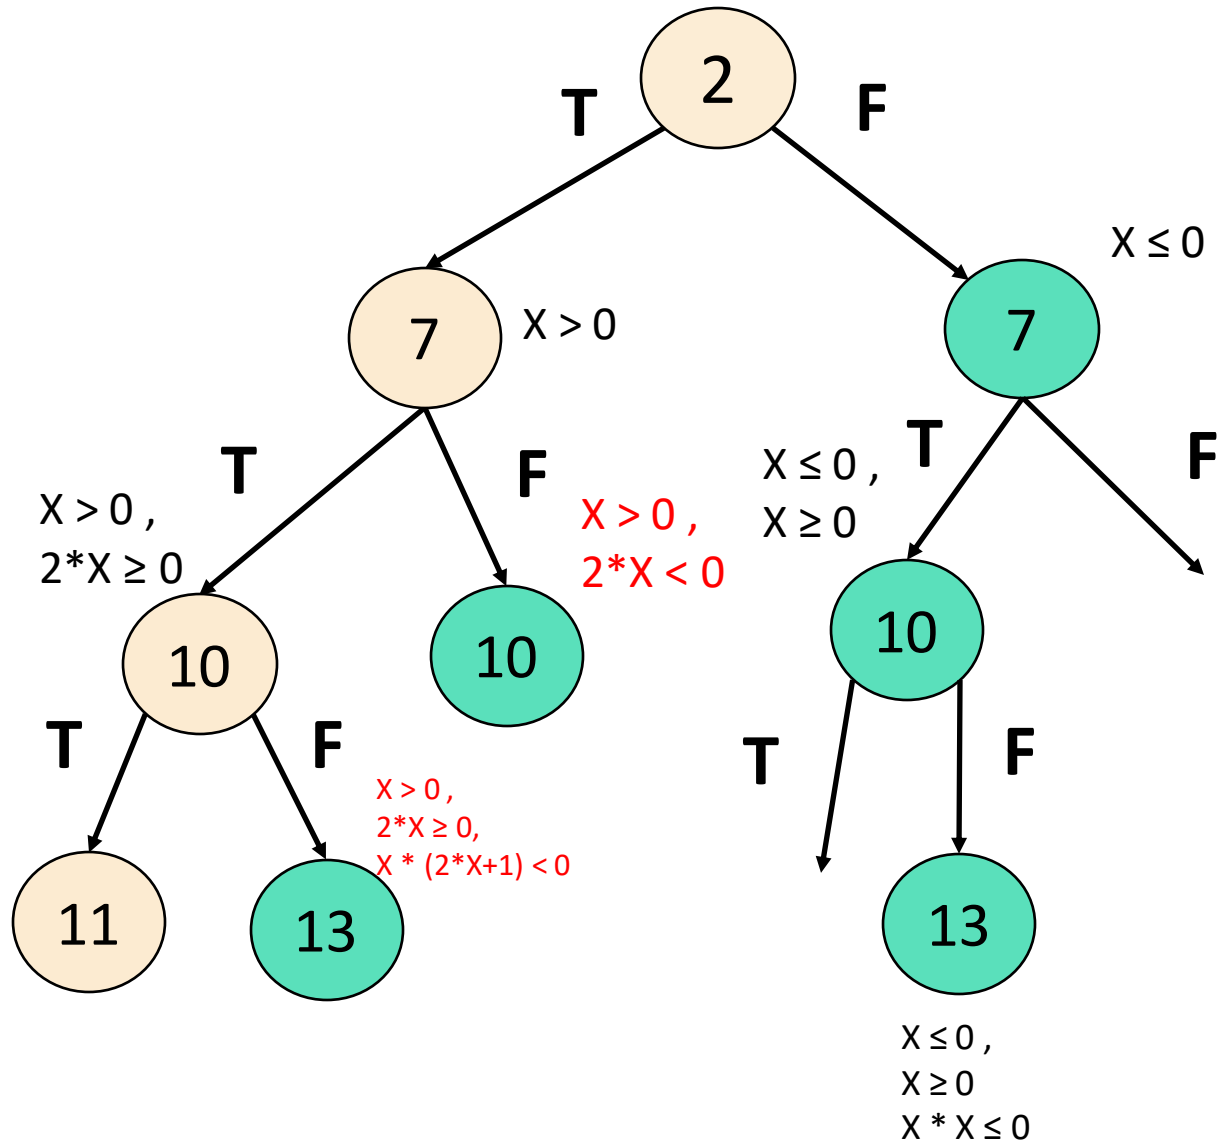 2
T
F
X ≤ 0
7
X > 0
7
T
F
T
F
X > 0 ,
2*X ≥ 0
X > 0 ,
2*X < 0
X ≤ 0 ,
X ≥ 0
10
10
10
T
F
T
F
X > 0 ,
2*X ≥ 0,
X * (2*X+1) < 0
11
13
13
X ≤ 0 ,
X ≥ 0
X * X ≤ 0